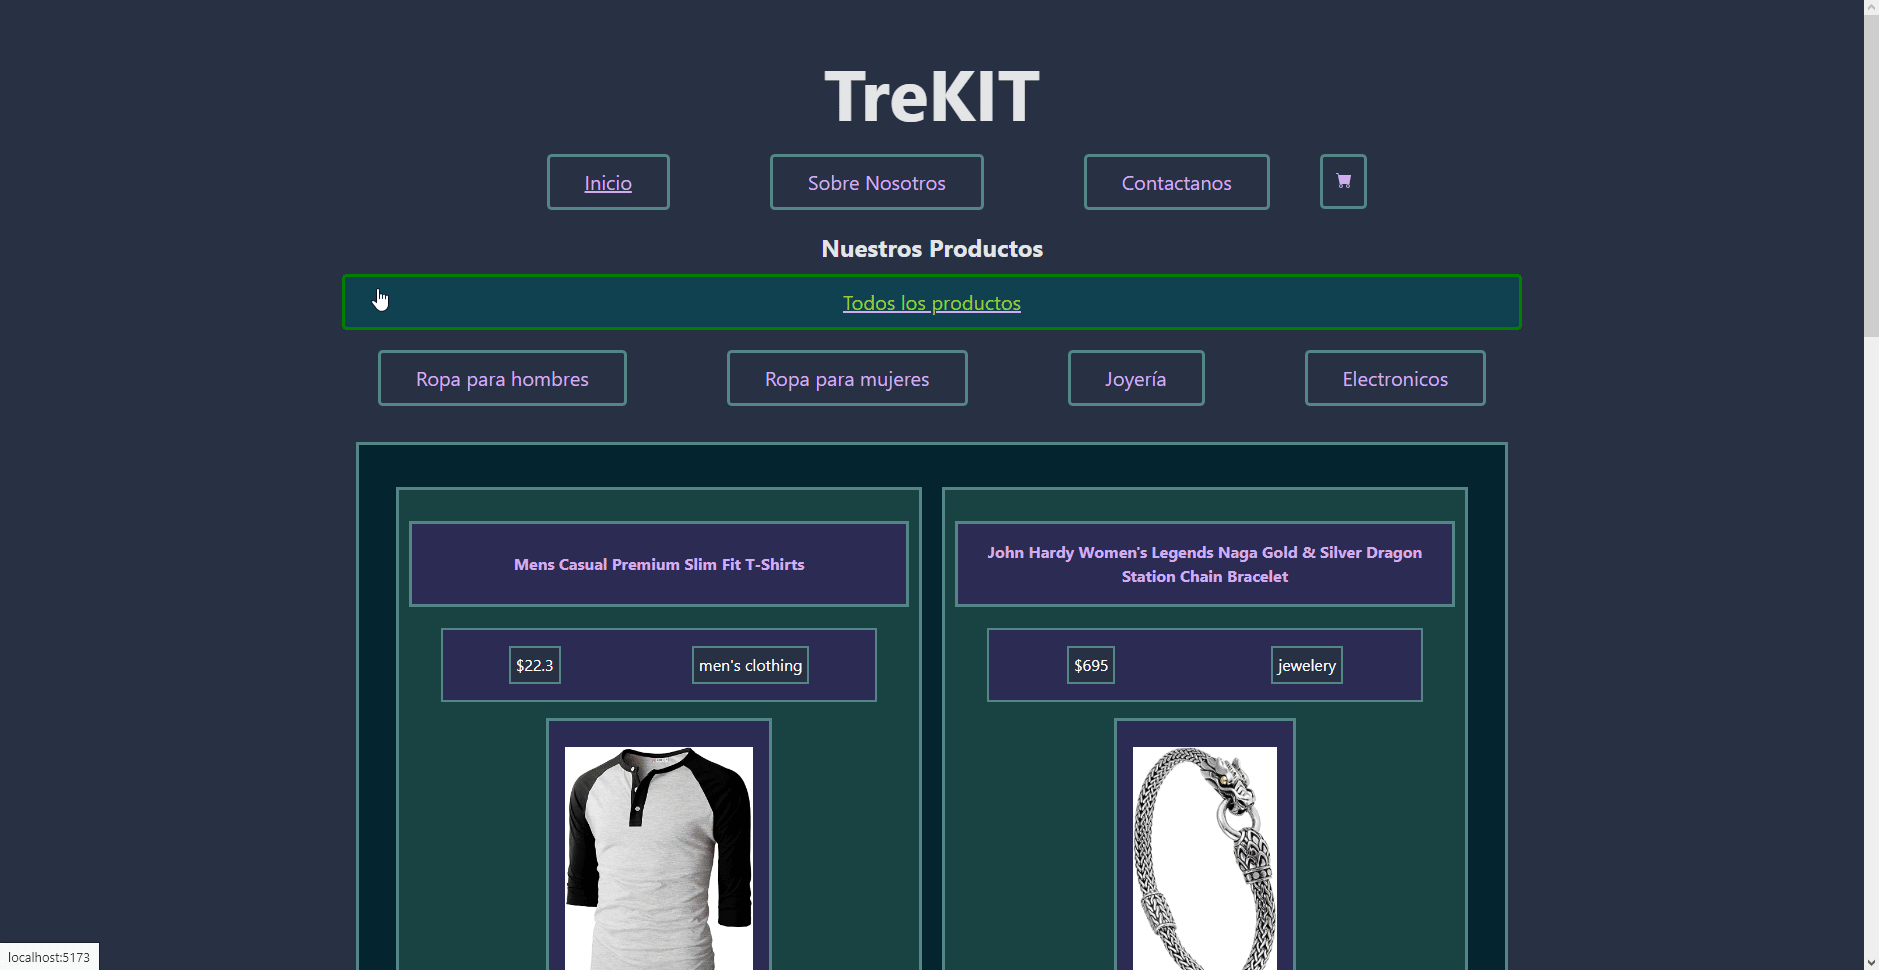 TreKIT
Inicio
Sobre Nosotros
Contactanos
Nuestros Productos
Todos los productos
Ropa para hombres
Ropa para mujeres
Joyería
Electronicos
Mens Casual Premium Slim Fit T-Shirts
$22.3
men's clothing
John Hardy Women's Legends Naga Gold & Silver Dragon
Station Chain Bracelet
$695
jewelery
localhost:5173